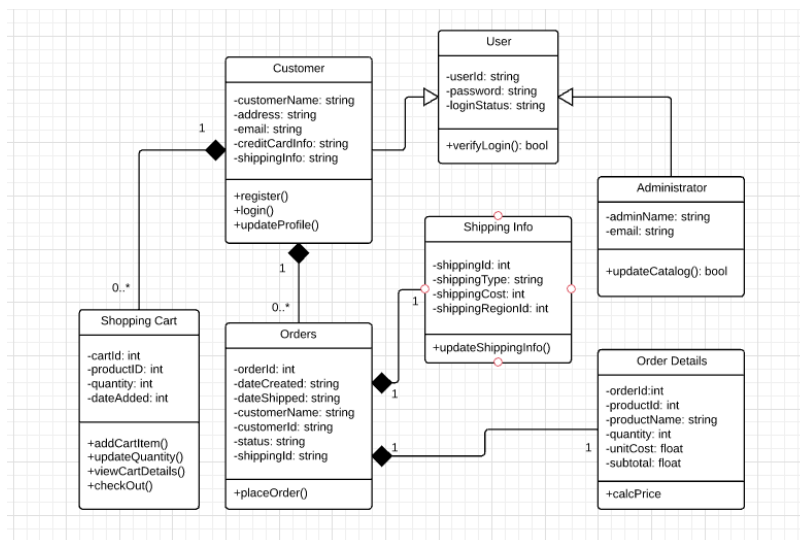 User
-userId: string
-password: string
-loginStatus: string
+verifyLogin(): bool
Customer
-customerName: string
-address: string
-email: string
-creditCardInfo: string
-shippingInfo: string
+register()
+login()
+updateProfile()
1
1
0..*
0..*
Administrator
-adminName: string
-email: string
+updateCatalog(): bool
Shipping Info
-shippingId: int
-shippingType: string
-shippingCost: int
-shippingRegionId: int
+updateShippingInfo()
1
1
Shopping Cart
-cartId: int
-productID: int
-quantity: int
-dateAdded: int
+addCartItem()
+updateQuantity()
+viewCartDetails()
+checkOut()
Orders
-orderId: int
-dateCreated: string
-dateShipped: string
-customerName: string
-customerId: string
-status: string
-shippingId: string
+placeOrder()
1
1
Order Details
-orderId:int
-productId: int
-productName: string
-quantity: int
-unitCost: float
-subtotal: float
+calcPrice